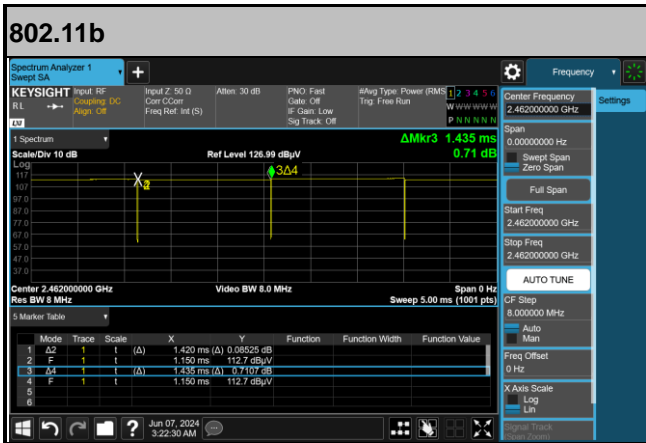 802.11b
Spectrum Analyzer 1
Swept SA
Frequency
KEYSIGHT
Input: RF
Coupling: DC
Align: Off
Input Z: 50 Ω
Corr CCorr
Freq Ref: Int (S)
Atten: 30 dB
PNO: Fast
Gate: Off
IF Gain: Low
Sig Track: Off
#Avg Type: Power (RMS
Trig: Free Run
1 2 3 4 5 6
W W W W W W
P N N N N N
R L
LXI
Center Frequency
2.462000000 GHz
Settings
Span
0.00000000 Hz
Swept Span
Zero Span
Full Span
Start Freq
2.462000000 GHz
Stop Freq
2.462000000 GHz
AUTO TUNE
CF Step
8.000000 MHz
Auto
Man
Freq Offset
0 Hz
X Axis Scale
Log
Lin
Signal Track
(Span Zoom)
1 Spectrum
ΔMkr3 1.435 ms
Scale/Div 10 dB
Ref Level 126.99 dBµV
0.71 dB
Log
117
107
97.0
87.0
77.0
67.0
57.0
47.0
37.0
3Δ4
Center 2.462000 GHz
Video BW 8.0 MHz
Span 0 Hz
Res BW 8 MHz
Sweep 5.00 ms (1001 pts)
5 Marker Table
Mode Trace Scale X Y Function Function Width Function Value
1 Δ2 1 t (Δ) 1.420 ms (Δ) 0.08525 dB
2 F 1 t 1.150 ms 112.7 dBµV
3 Δ4 1 t (Δ) 1.435 ms (Δ) 0.7107 dB
4 F 1 t 1.150 ms 112.7 dBµV
5
6
?
Jun 07, 2024
3:22:30 AM